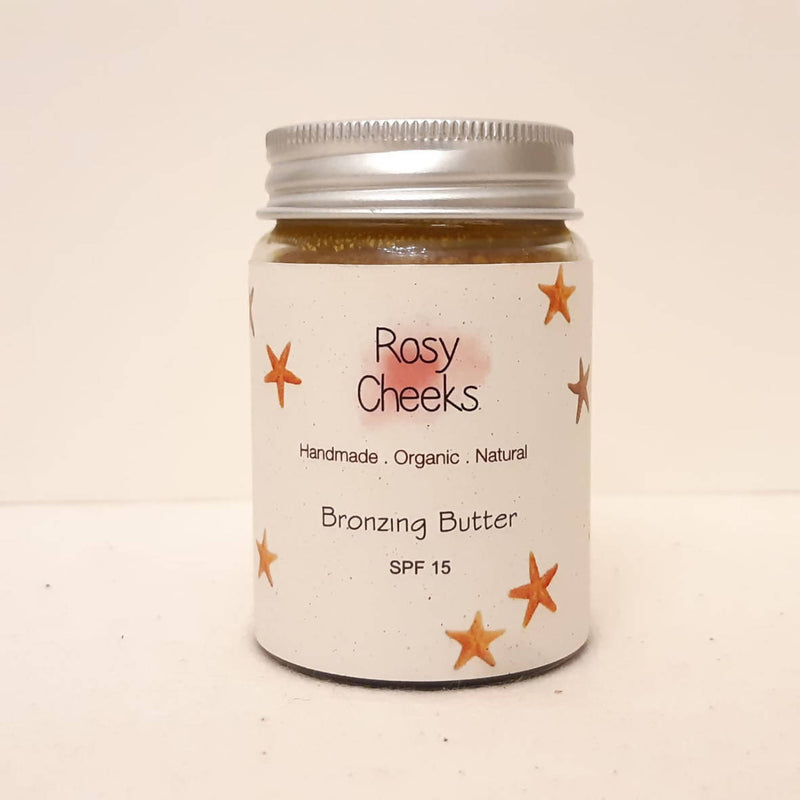 Rosy
Cheeks
Handmade . Organic . Natural
Bronzing Butter
SPF 15